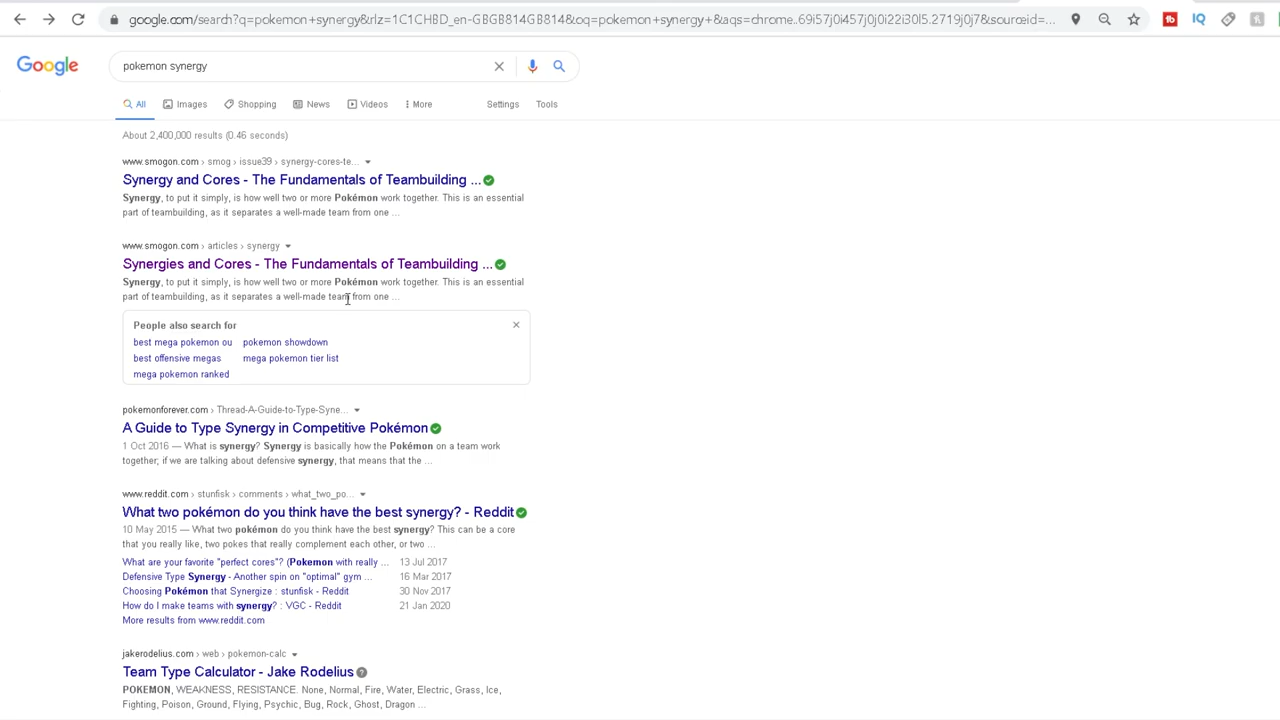 google.com/search?q=pokemon+synergy&rlz=1C1CHBD_en-GBGB814GB814&oq=pokemon+synergy+&aqs=chrome..69i57j0i457j0j0i22i30l5.2719j0j7&sourceid=...
Google
pokemon synergy
All Images Shopping News Videos More Settings Tools
About 2,400,000 results (0.46 seconds)
www.smogon.com › smog › issue39 › synergy-cores-te...
Synergy and Cores - The Fundamentals of Teambuilding ...
Synergy, to put it simply, is how well two or more Pokémon work together. This is an essential
part of teambuilding, as it separates a well-made team from one ...
www.smogon.com › articles › synergy
Synergies and Cores - The Fundamentals of Teambuilding ...
Synergy, to put it simply, is how well two or more Pokémon work together. This is an essential
part of teambuilding, as it separates a well-made team from one ...
People also search for
best mega pokemon ou pokemon showdown
best offensive megas mega pokemon tier list
mega pokemon ranked
pokemonforever.com › Thread-A-Guide-to-Type-Syne...
A Guide to Type Synergy in Competitive Pokémon
1 Oct 2016 — What is synergy? Synergy is basically how the Pokémon on a team work
together; if we are talking about defensive synergy, that means that the ...
www.reddit.com › stunfisk › comments › what_two_po...
What two pokémon do you think have the best synergy? - Reddit
10 May 2015 — What two pokémon do you think have the best synergy? This can be a core
that you really like, two pokes that really complement each other, or two ...
What are your favorite "perfect cores"? (Pokemon with really ... 13 Jul 2017
Defensive Type Synergy - Another spin on "optimal" gym ... 16 Mar 2017
Choosing Pokémon that Synergize : stunfisk - Reddit 30 Nov 2017
How do I make teams with synergy? : VGC - Reddit 21 Jan 2020
More results from www.reddit.com
jakerodelius.com › web › pokemon-calc
Team Type Calculator - Jake Rodelius
POKEMON, WEAKNESS, RESISTANCE. None, Normal, Fire, Water, Electric, Grass, Ice,
Fighting, Poison, Ground, Flying, Psychic, Bug, Rock, Ghost, Dragon ...